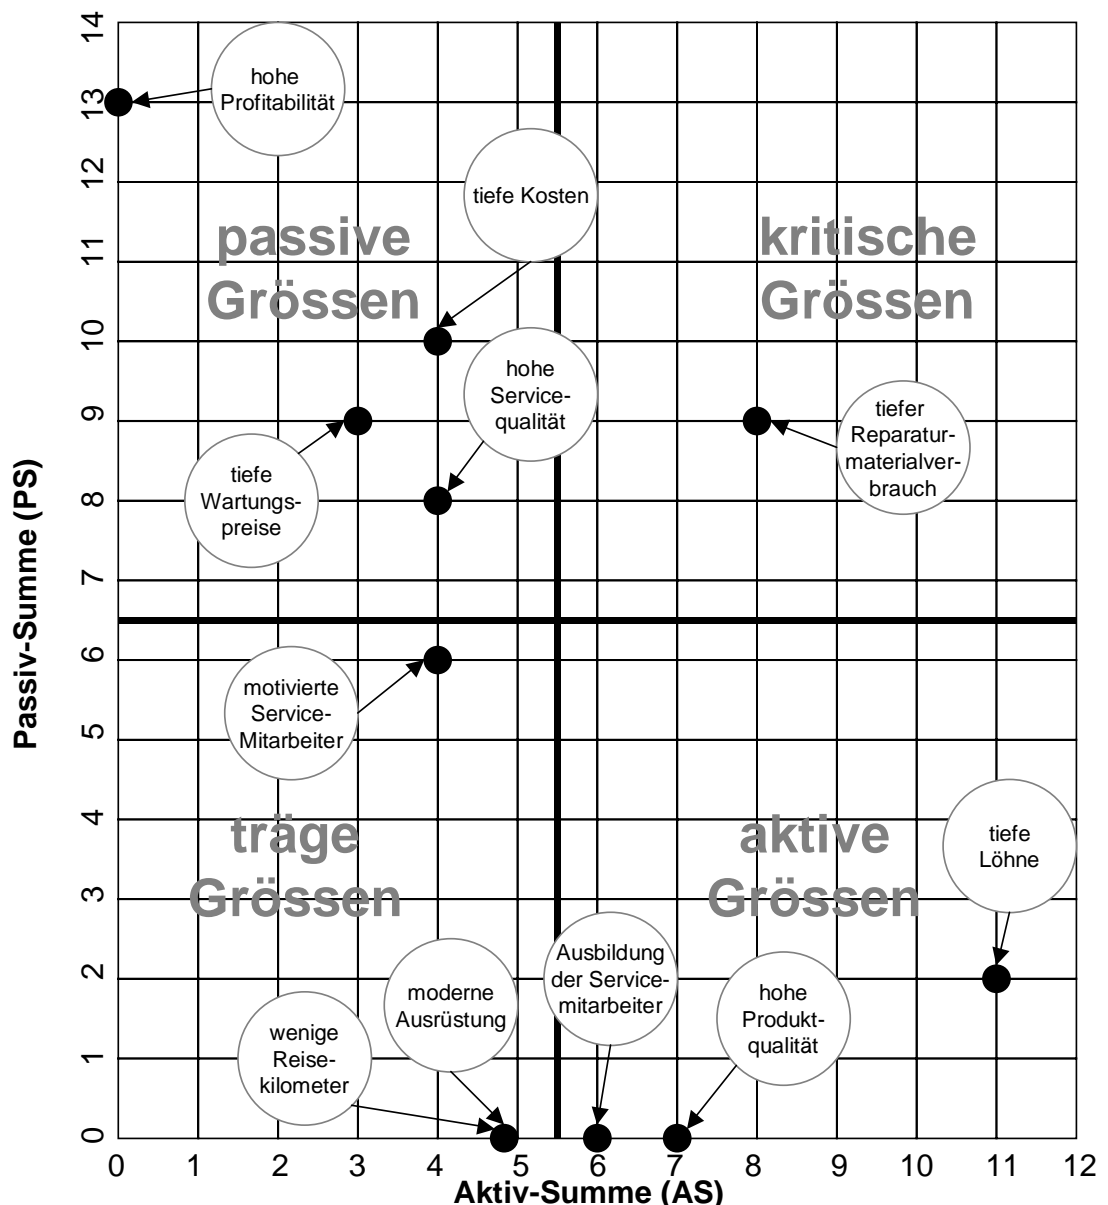 14
13
12
11
10
9
8
7
6
5
4
3
2
1
0
Passiv-Summe (PS)
hohe
Profitabilität
tiefe Kosten
passive
Grössen
kritische
Grössen
hohe
Service-
qualität
tiefer
Reparatur-
materialver-
brauch
tiefe
Wartungs-
preise
motivierte
Service-
Mitarbeiter
träge
Grössen
aktive
Grössen
tiefe
Löhne
moderne
Ausrüstung
Ausbildung
der Service-
mitarbeiter
hohe
Produkt-
qualität
wenige
Reise-
kilometer
0 1 2 3 4 5 6 7 8 9 10 11 12
Aktiv-Summe (AS)